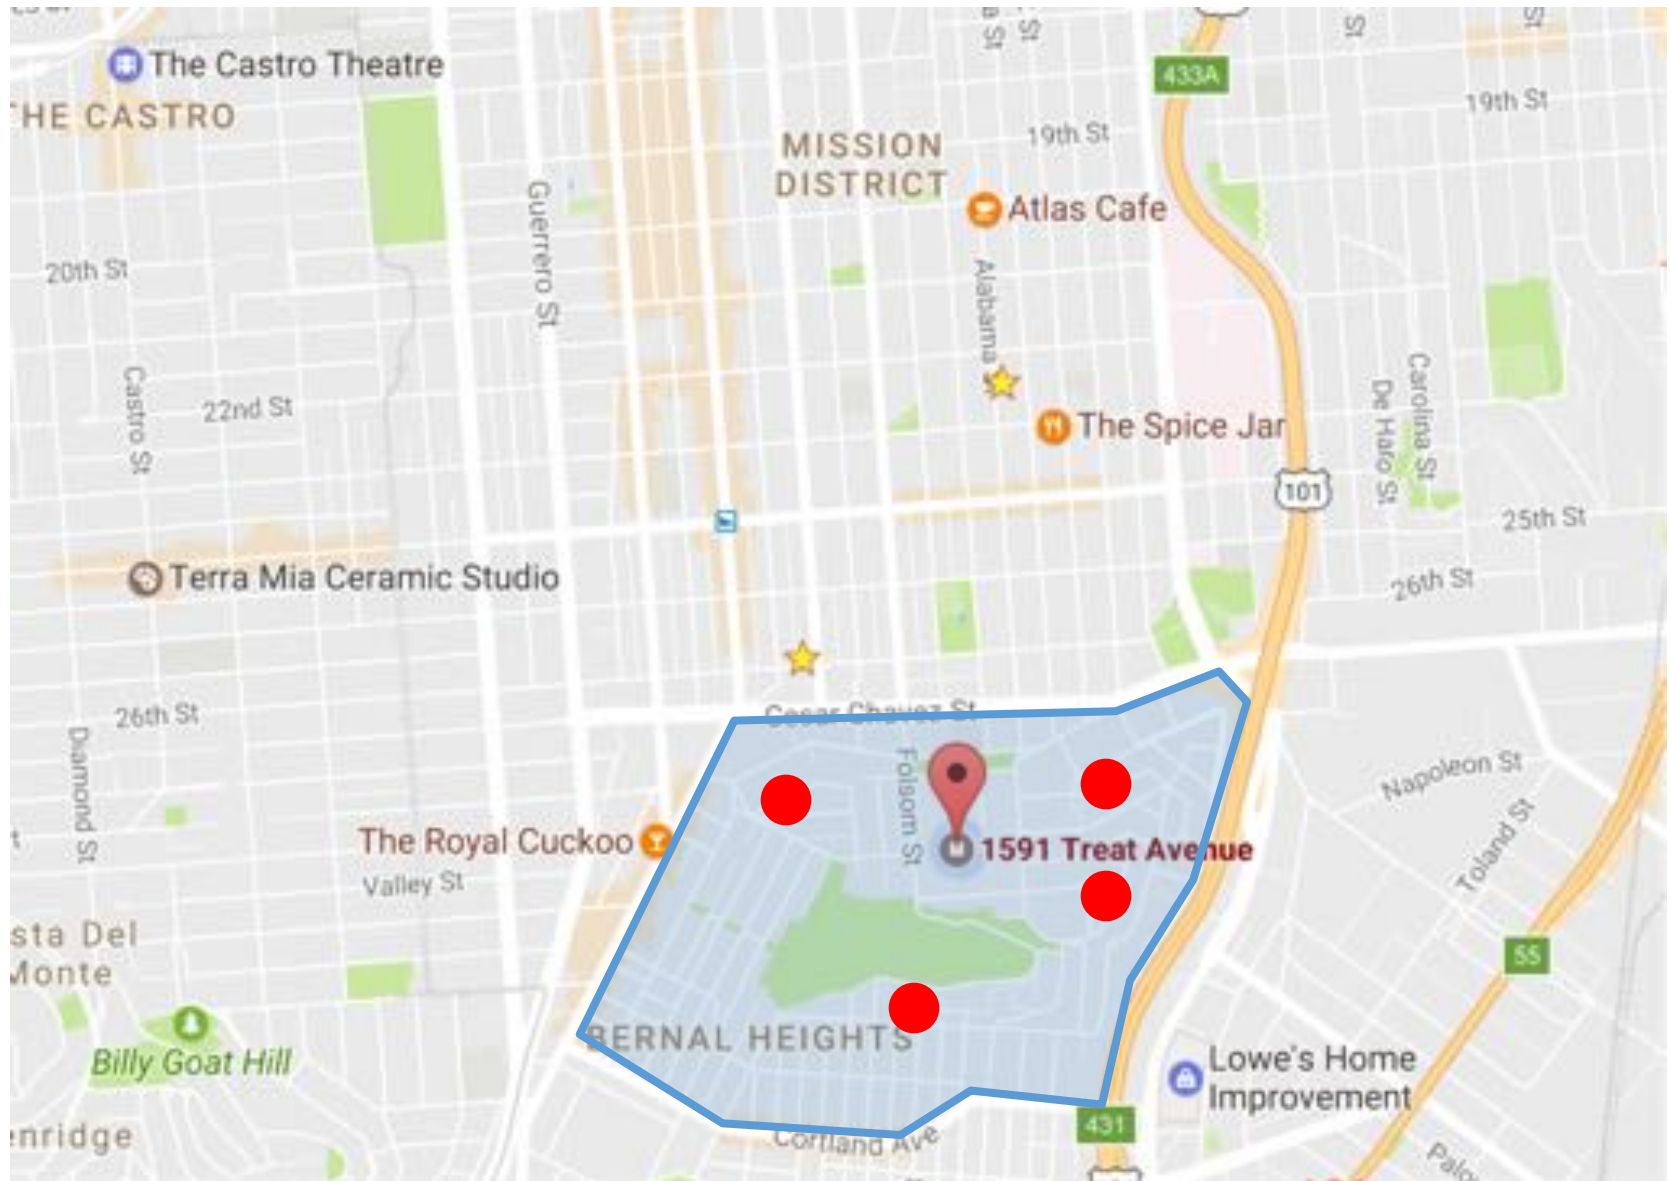 The Castro Theatre
THE CASTRO
433A
19th St
19th St
MISSION
DISTRICT
Atlas Cafe
Guerrero St
20th St
Alabama
Castro St
22nd St
The Spice Jar
Carolina St
De Haro St
101
25th St
Terra Mia Ceramic Studio
26th St
26th St
Cesar Chavez St
Diamond St
Folsom St
Napoleon St
The Royal Cuckoo
1591 Treat Avenue
Valley St
Toland St
sta Del
Monte
55
Billy Goat Hill
BERNAL HEIGHTS
Lowe's Home
Improvement
enridge
Cortland Ave
431